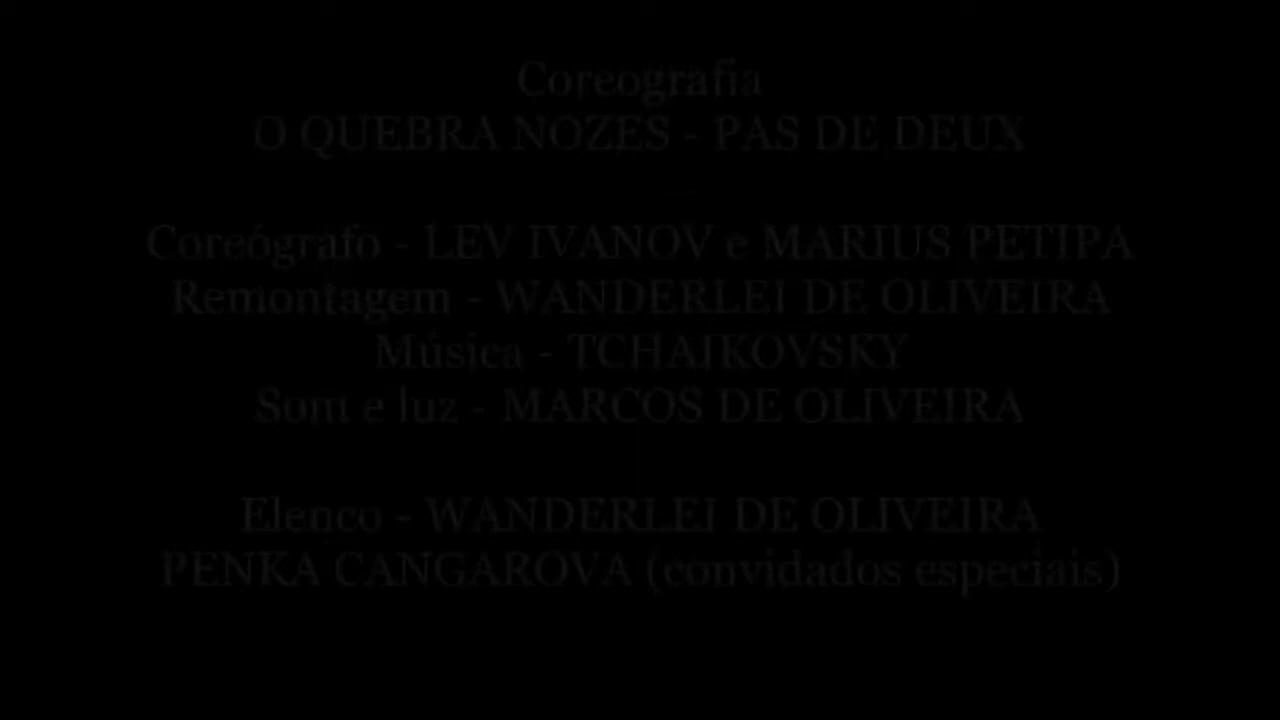 Coreografia
O QUEBRA NOZES - PAS DE DEUX
Coreógrafo - LEV IVANOV e MARIUS PETIPA
Remontagem - WANDERLEI DE OLIVEIRA
Música - TCHAJKOVSKY
Som e luz - MARCOS DE OLIVEIRA
Elenco - WANDERLEI DE OLIVEIRA
PENKA CANGAROVA (convidados especiais)